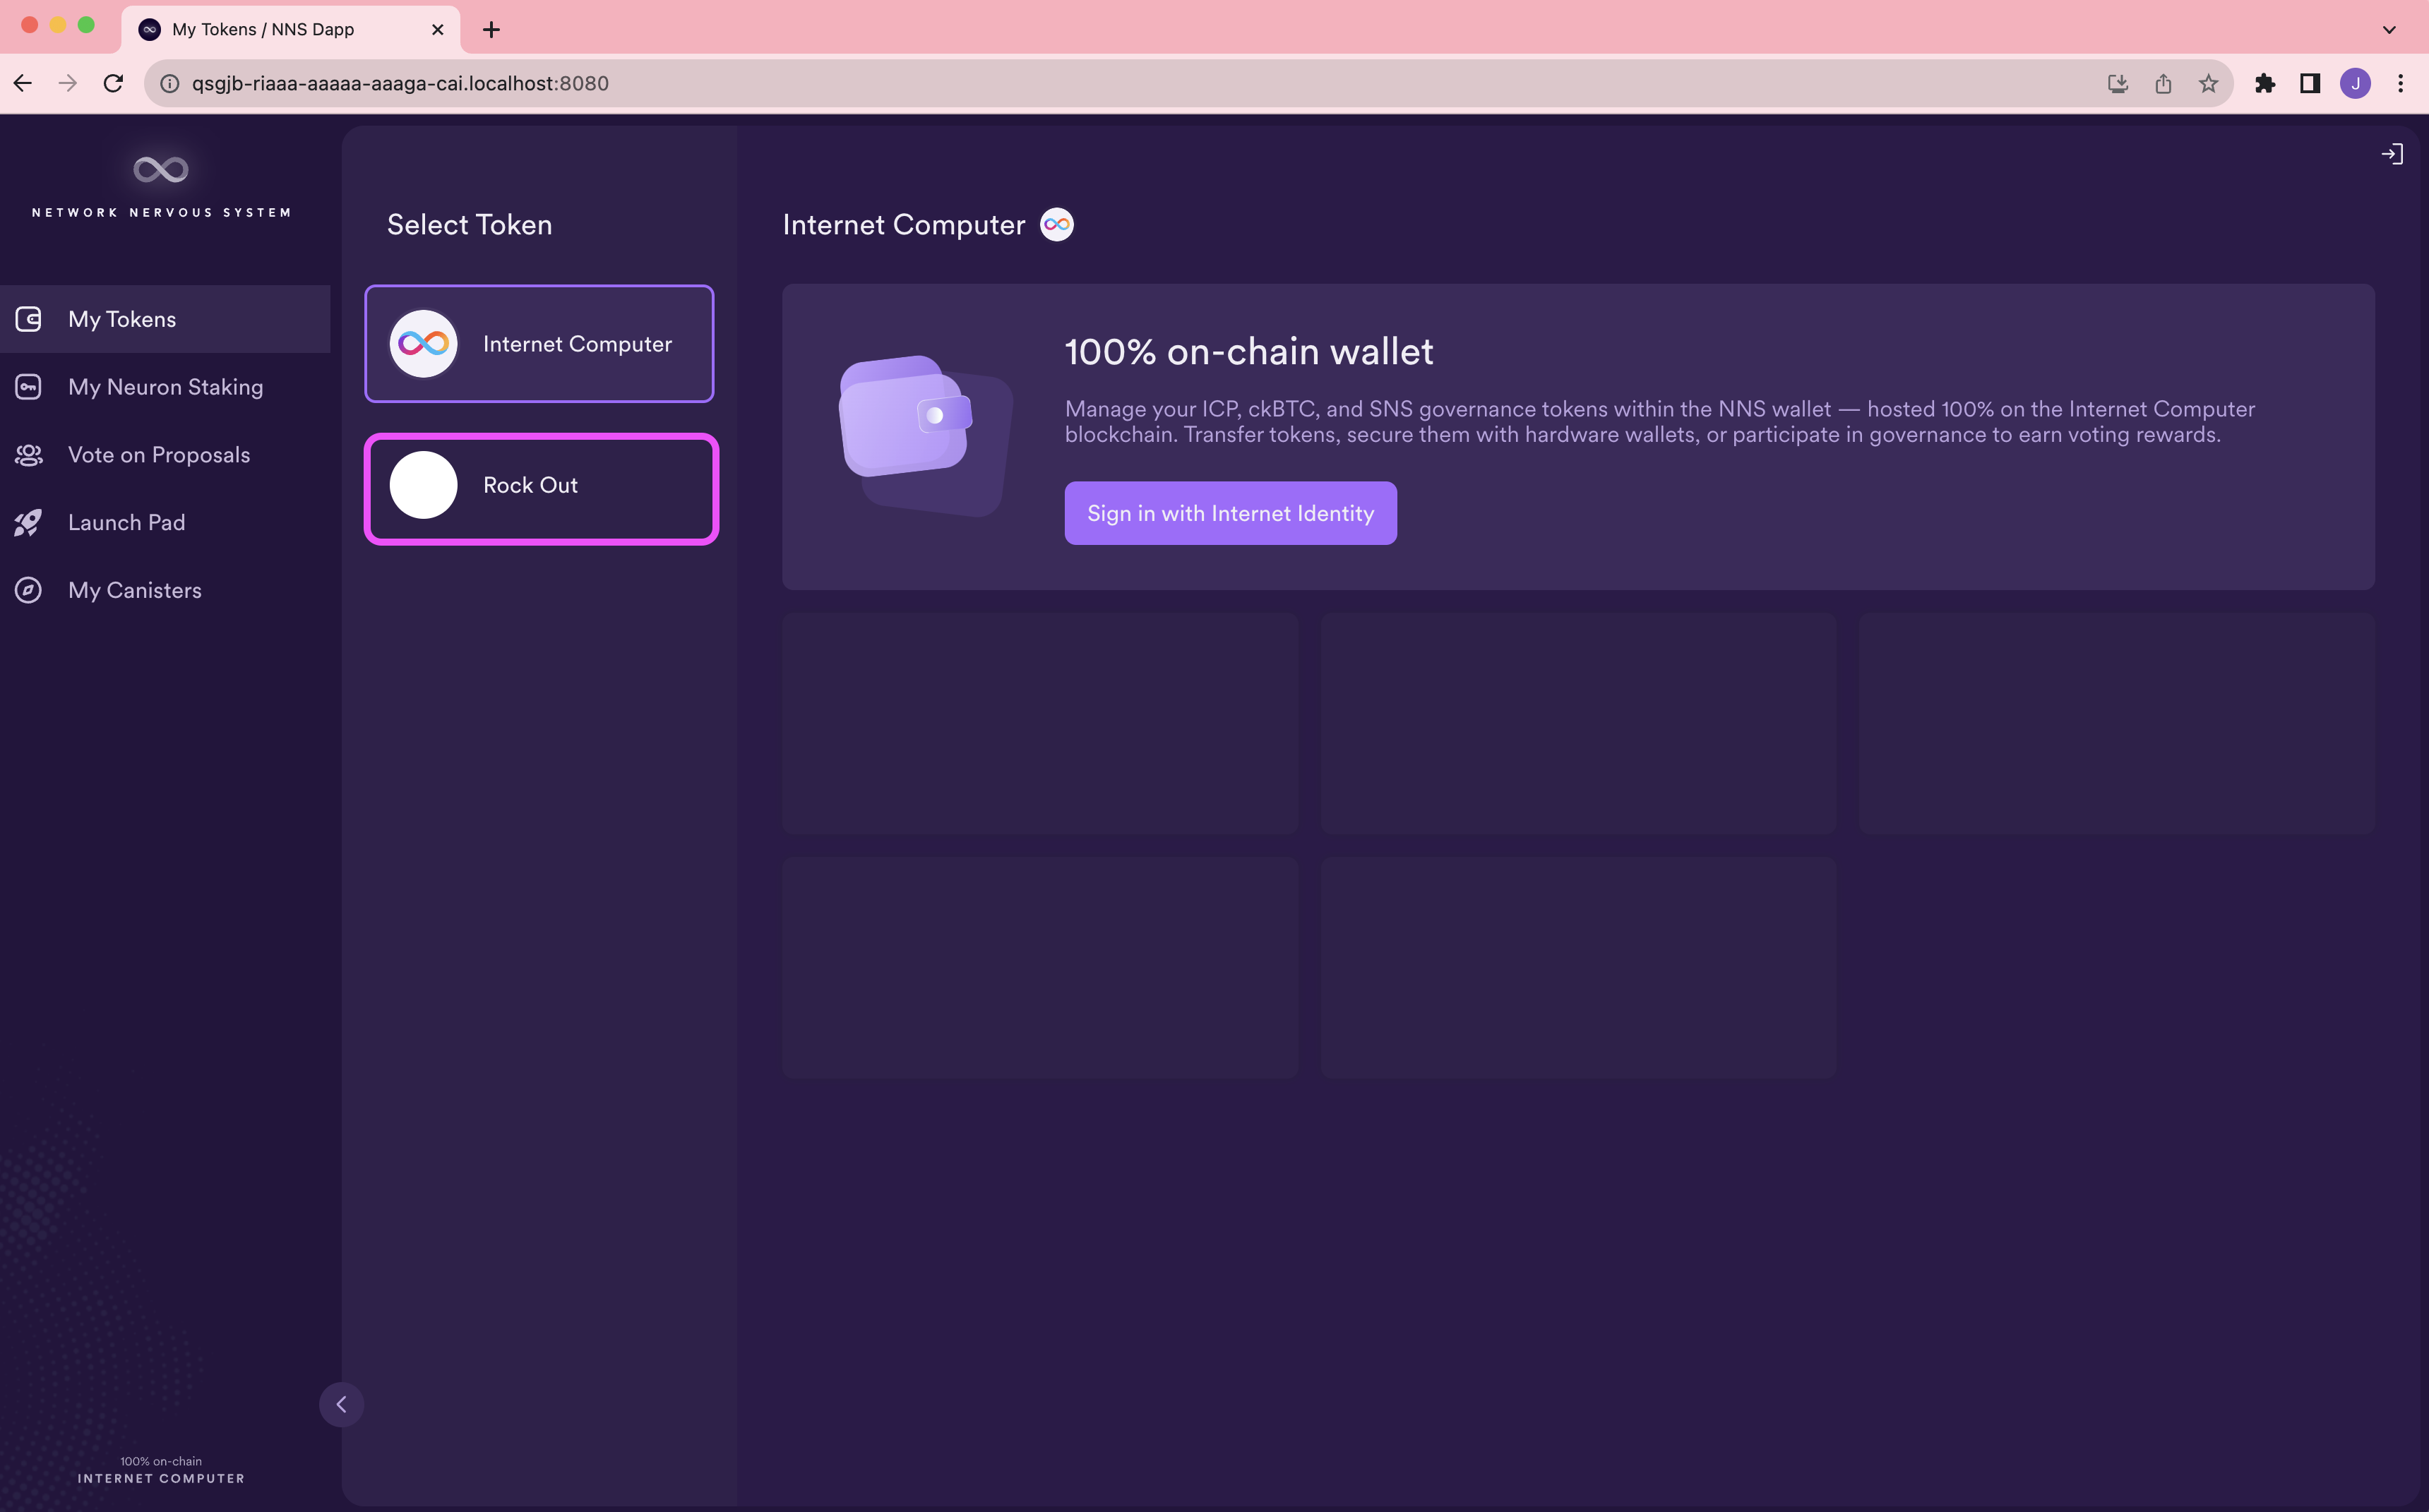 My Tokens / NNS Dapp
qsgjb-riaaa-aaaaa-aaaga-cai.localhost:8080
J
NETWORK NERVOUS SYSTEM
My Tokens
My Neuron Staking
Vote on Proposals
Launch Pad
My Canisters
100% on-chain
INTERNET COMPUTER
Select Token
Internet Computer
Rock Out
Internet Computer
100% on-chain wallet
Manage your ICP, ckBTC, and SNS governance tokens within the NNS wallet — hosted 100% on the Internet Computer
blockchain. Transfer tokens, secure them with hardware wallets, or participate in governance to earn voting rewards.
Sign in with Internet Identity